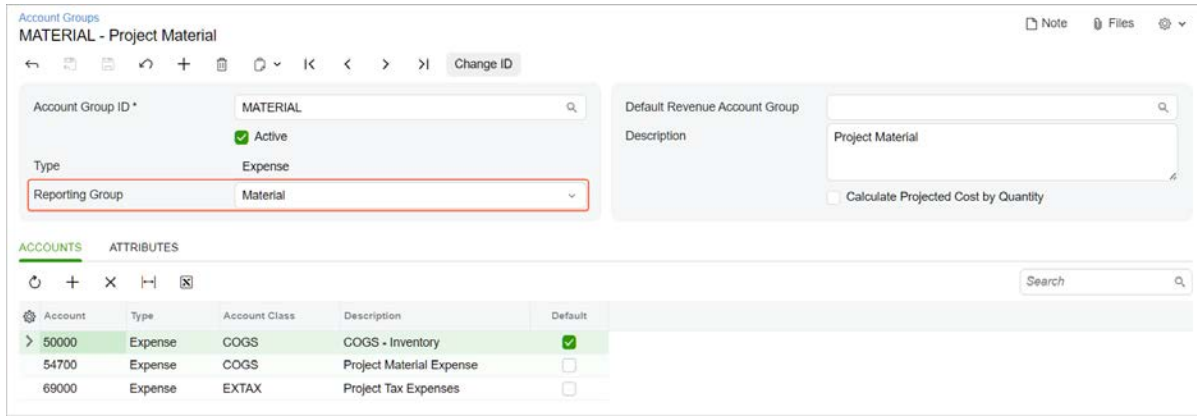 Account Groups
MATERIAL - Project Material
Note Files
Change ID
Account Group ID * MATERIAL
Active
Type Expense
Reporting Group Material
Default Revenue Account Group
Description Project Material
Calculate Projected Cost by Quantity
ACCOUNTS ATTRIBUTES
Search
Account Type Account Class Description Default
50000 Expense COGS COGS - Inventory
54700 Expense COGS Project Material Expense
69000 Expense EXTAX Project Tax Expenses